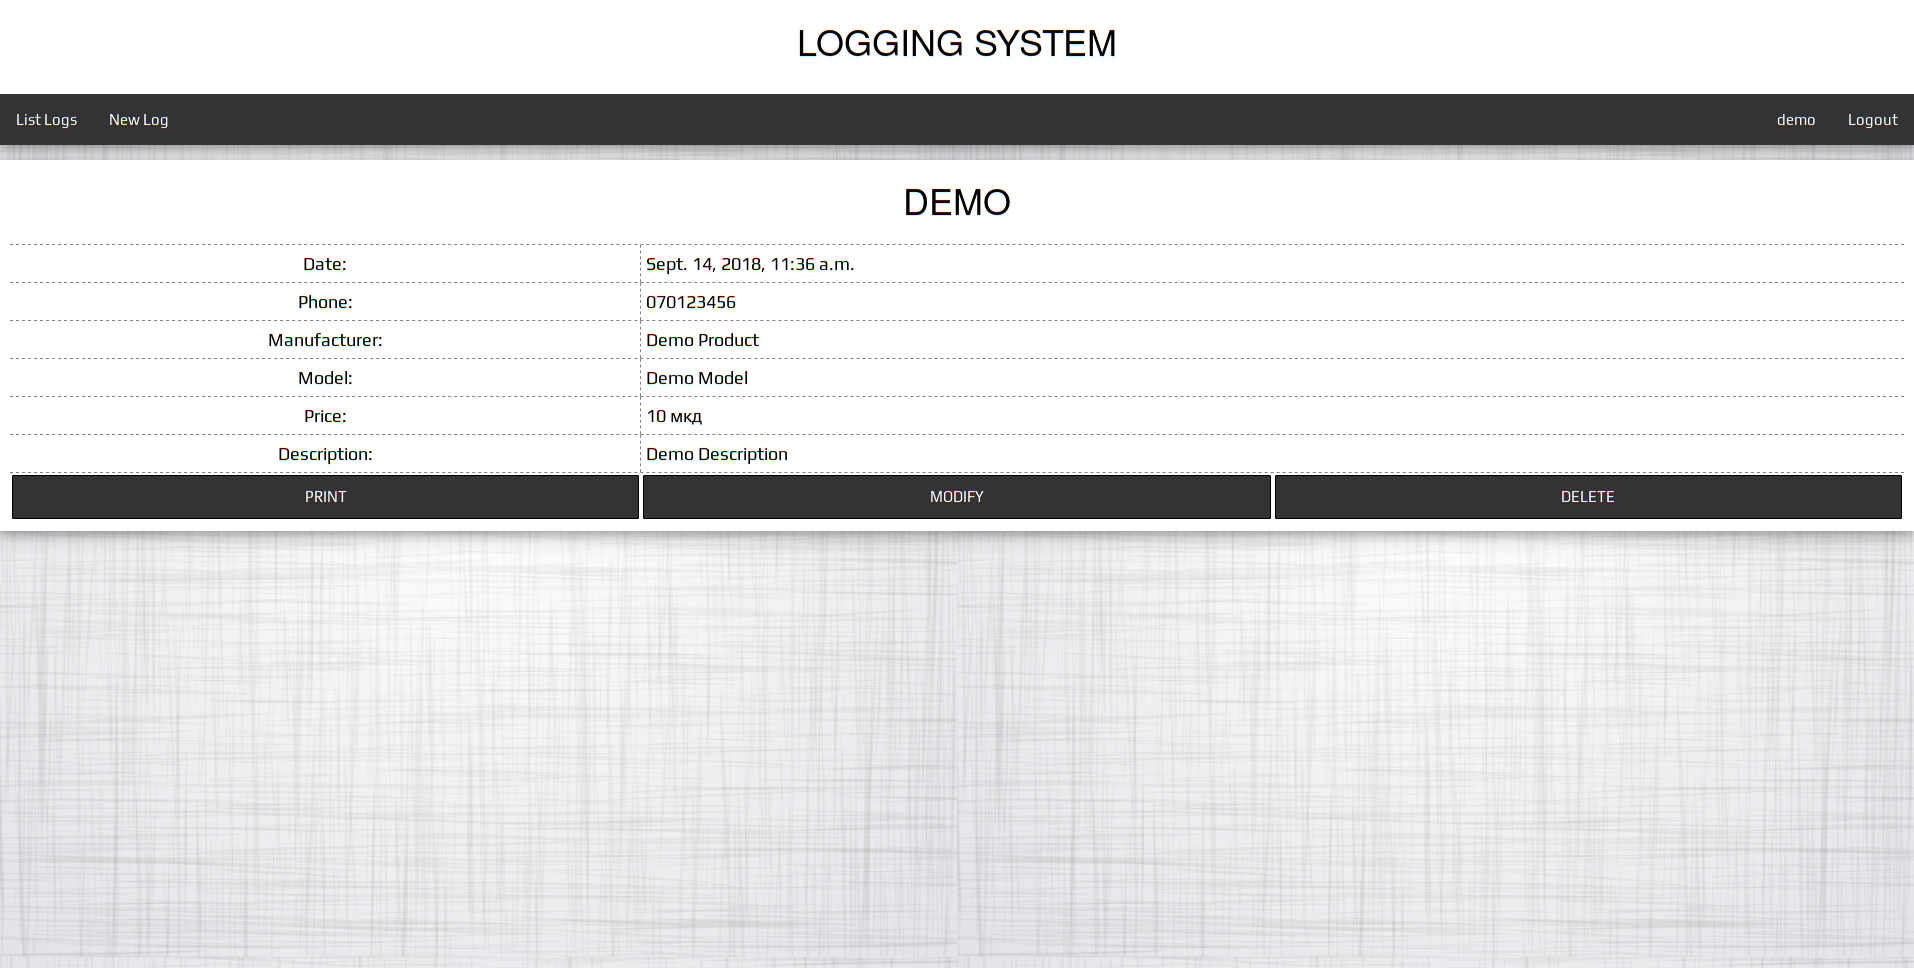 LOGGING SYSTEM
List Logs New Log demo Logout
DEMO
Date: Sept. 14, 2018, 11:36 a.m.
Phone: 070123456
Manufacturer: Demo Product
Model: Demo Model
Price: 10 мкд
Description: Demo Description
PRINT MODIFY DELETE